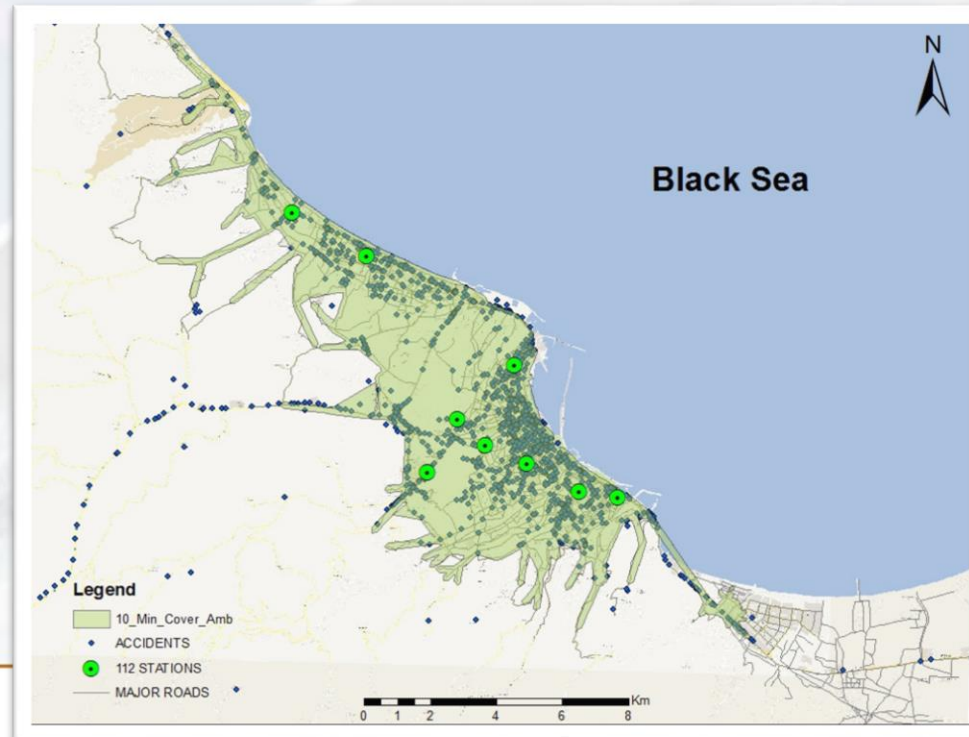 N
Black Sea
Legend
10_Min_Cover_Amb
ACCIDENTS
112 STATIONS
MAJOR ROADS
Km
0 1 2 4 6 8